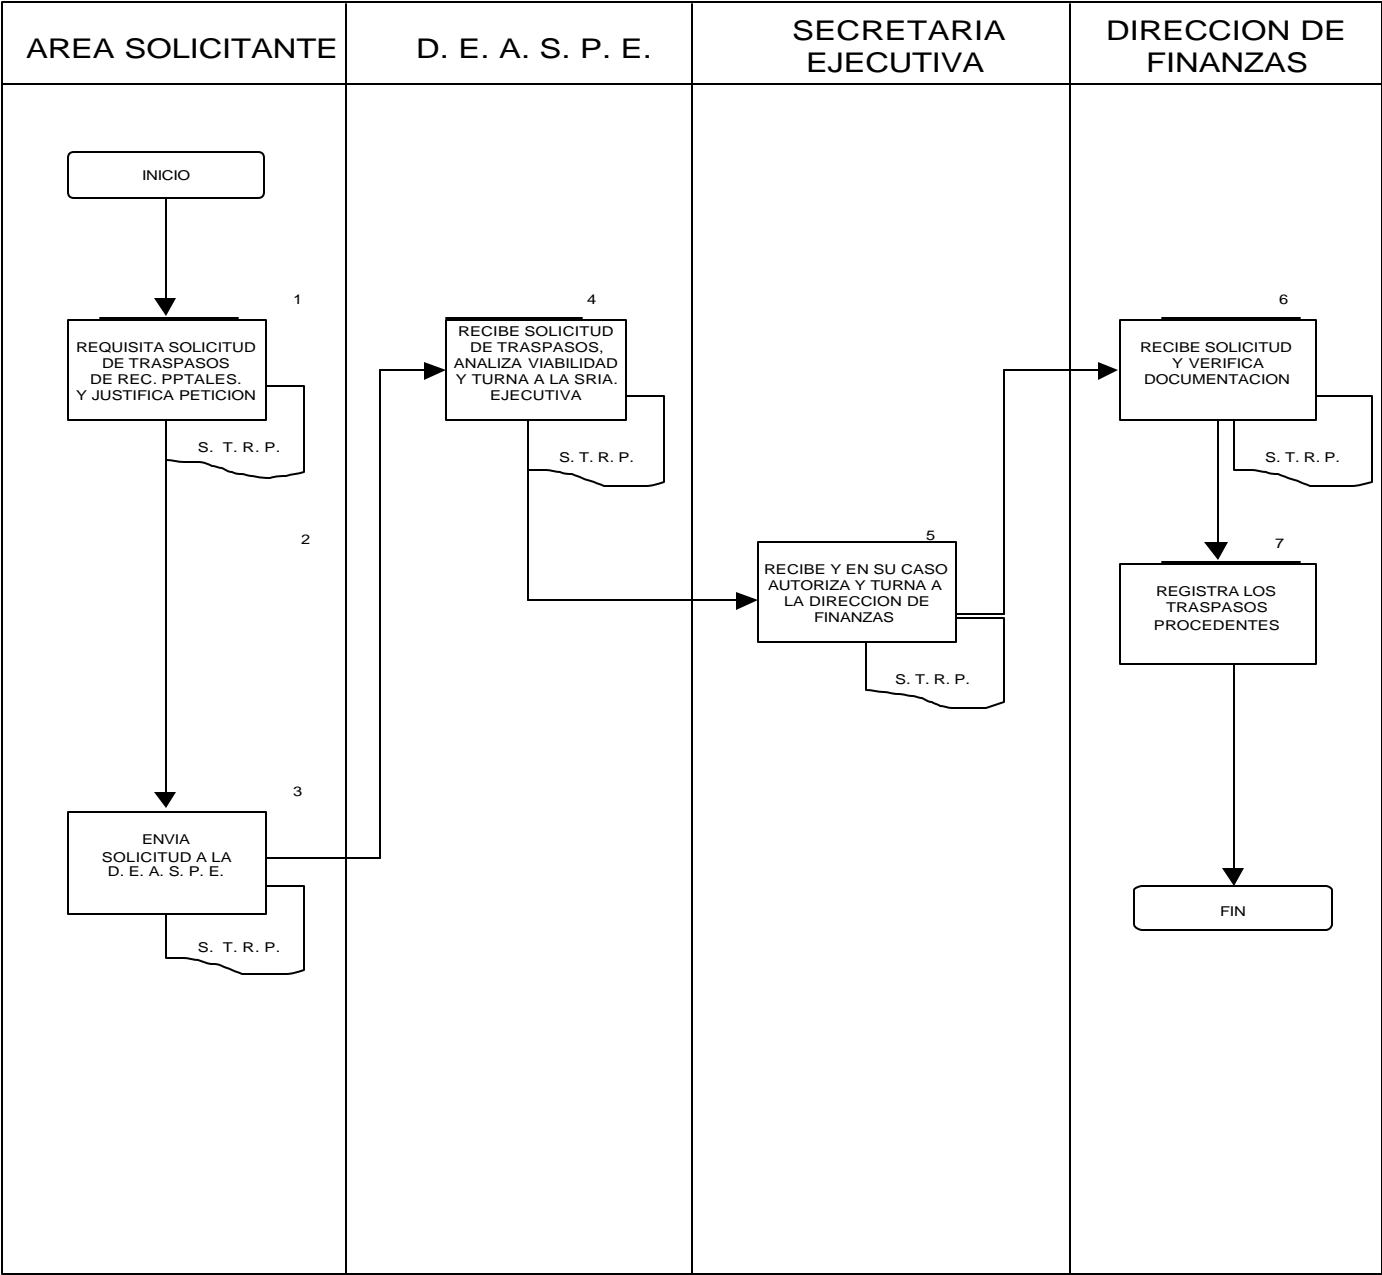 AREA SOLICITANTE
D. E. A. S. P. E.
SECRETARIA
EJECUTIVA
DIRECCION DE
FINANZAS
INICIO
1
REQUISITA SOLICITUD
DE TRASPASOS
DE REC. PPTALES.
Y JUSTIFICA PETICION
S. T. R. P.
2
3
ENVIA
SOLICITUD A LA
D. E. A. S. P. E.
S. T. R. P.
4
RECIBE SOLICITUD
DE TRASPASOS,
ANALIZA VIABILIDAD
Y TURNA A LA SRIA.
EJECUTIVA
S. T. R. P.
5
RECIBE Y EN SU CASO
AUTORIZA Y TURNA A
LA DIRECCION DE
FINANZAS
S. T. R. P.
6
RECIBE SOLICITUD
Y VERIFICA
DOCUMENTACION
S. T. R. P.
7
REGISTRA LOS
TRASPASOS
PROCEDENTES
FIN